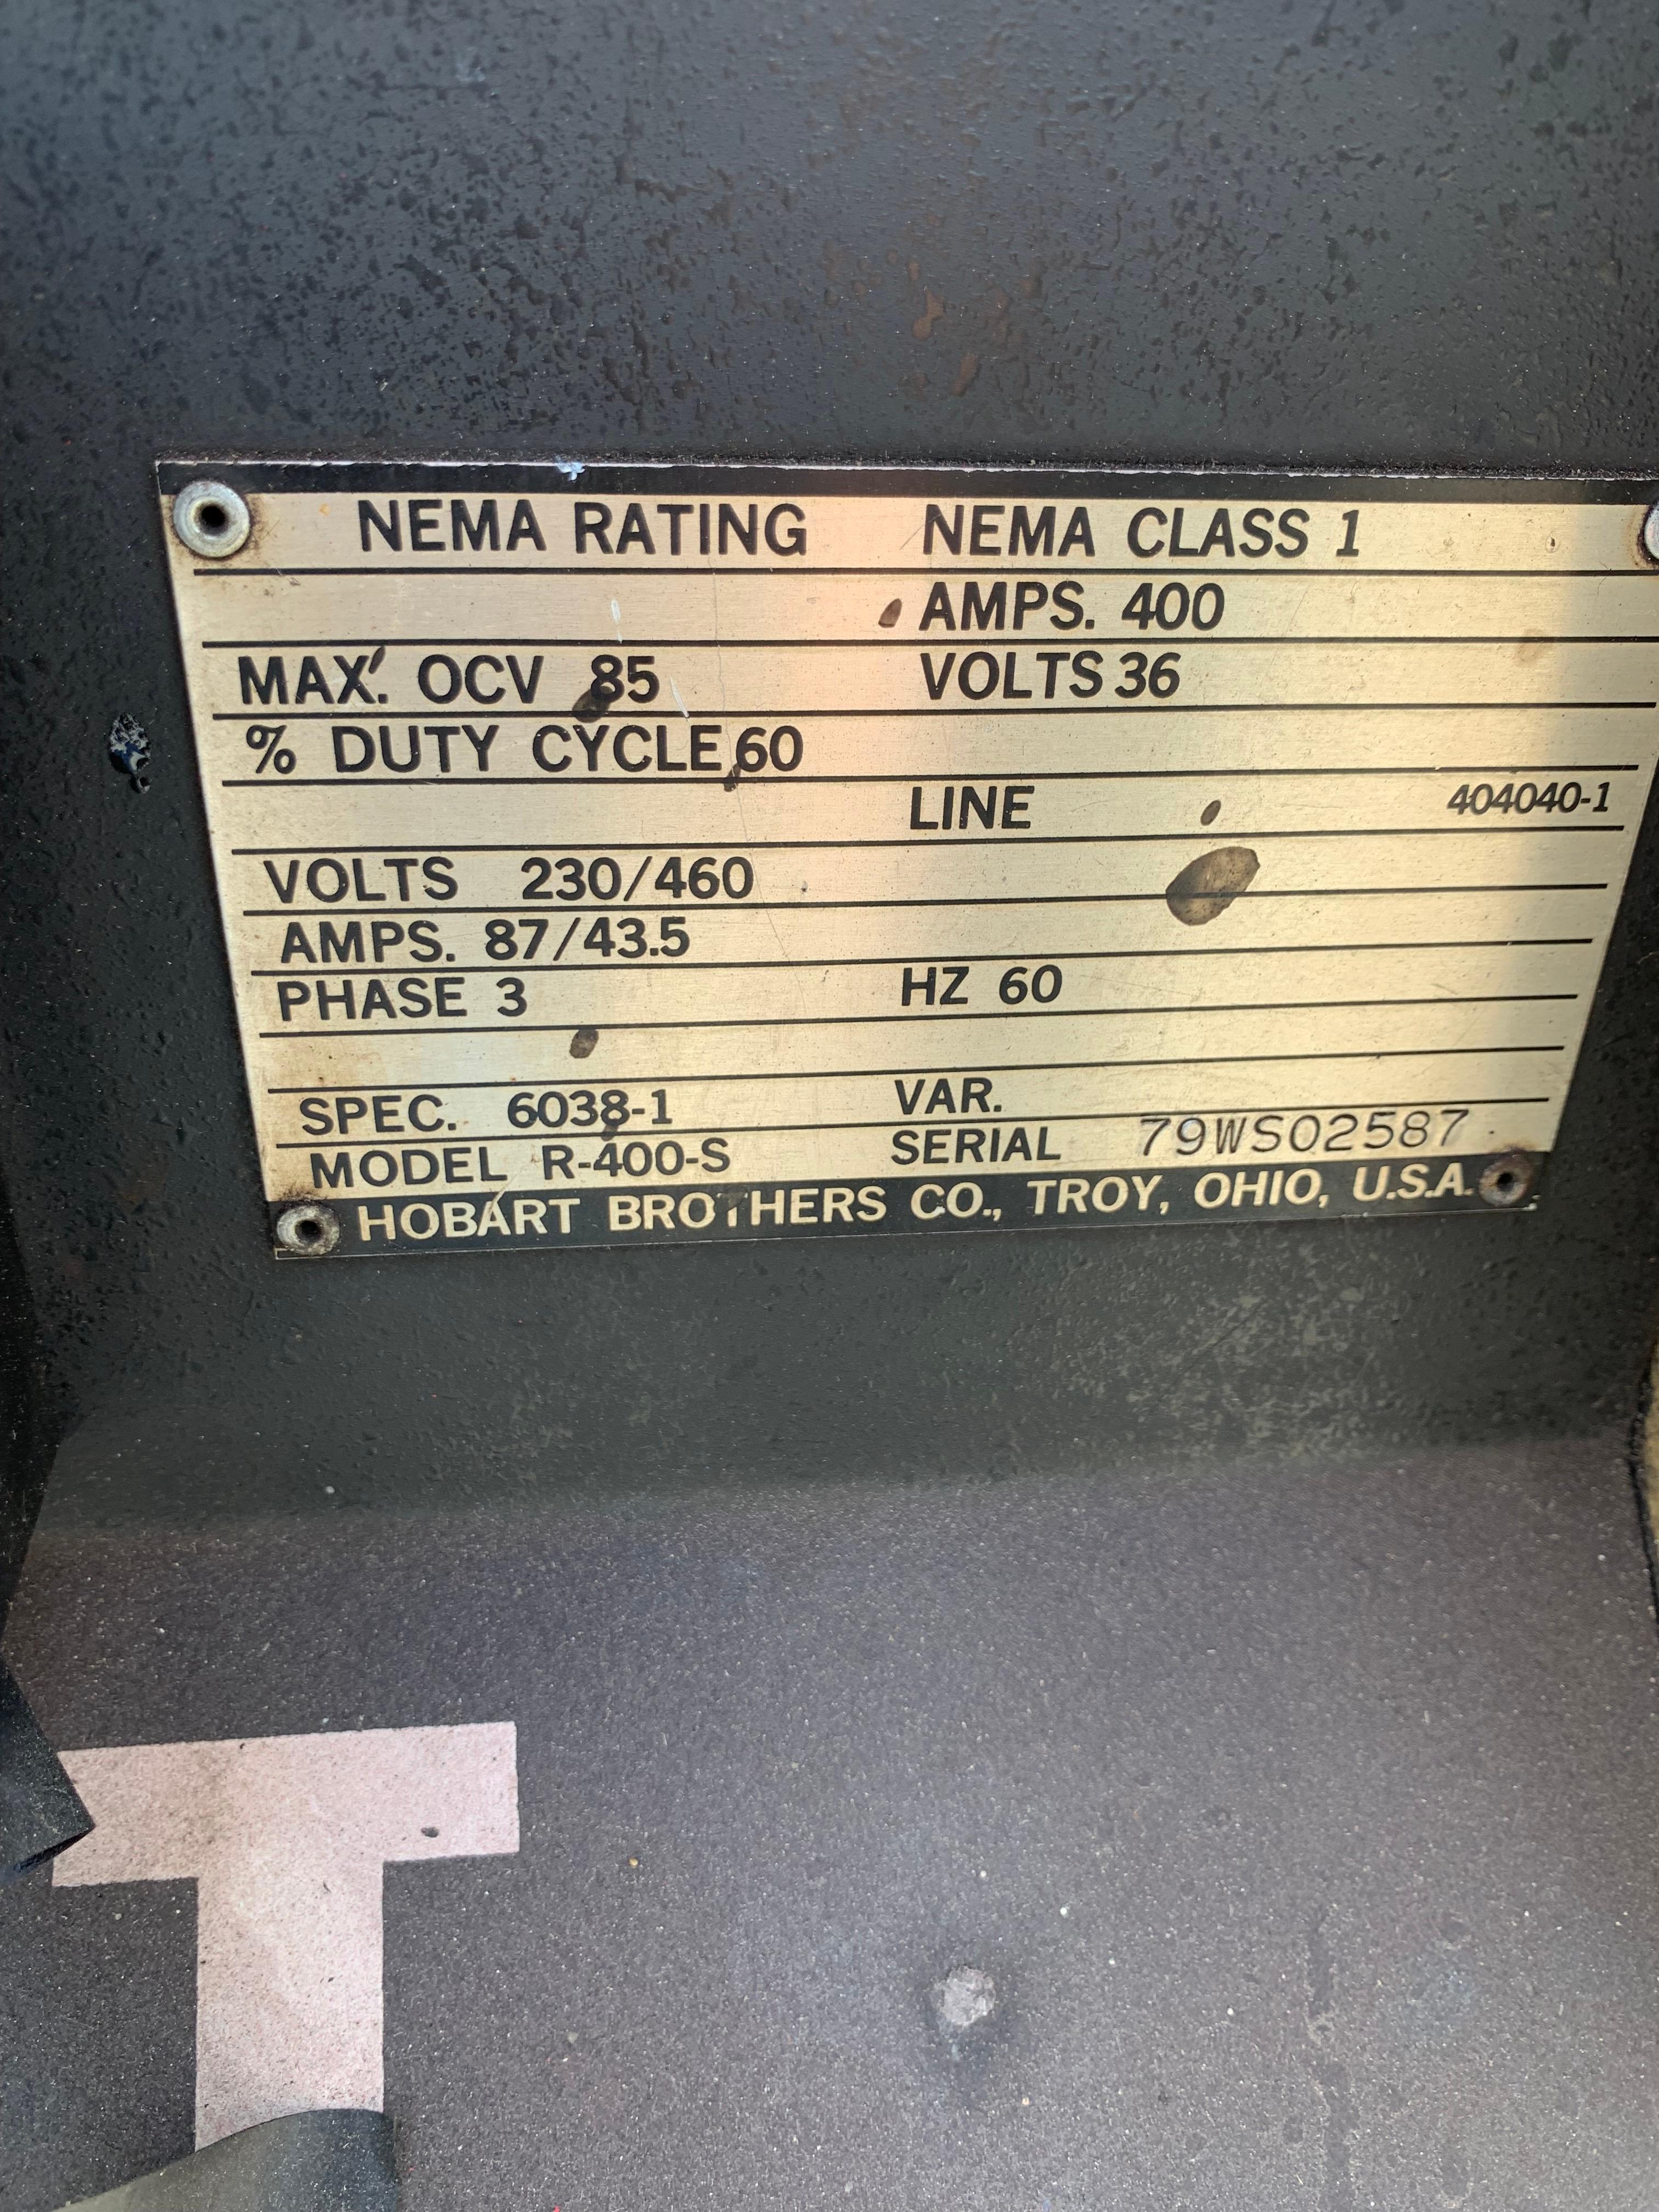 NEMA RATING NEMA CLASS 1
AMPS. 400
MAX. OCV 85 VOLTS 36
% DUTY CYCLE 60
LINE 404040-1
VOLTS 230/460
AMPS. 87/43.5
PHASE 3 HZ 60
SPEC. 6038-1 VAR.
MODEL R-400-S SERIAL 79WS02587
HOBART BROTHERS CO., TROY, OHIO, U.S.A.
T